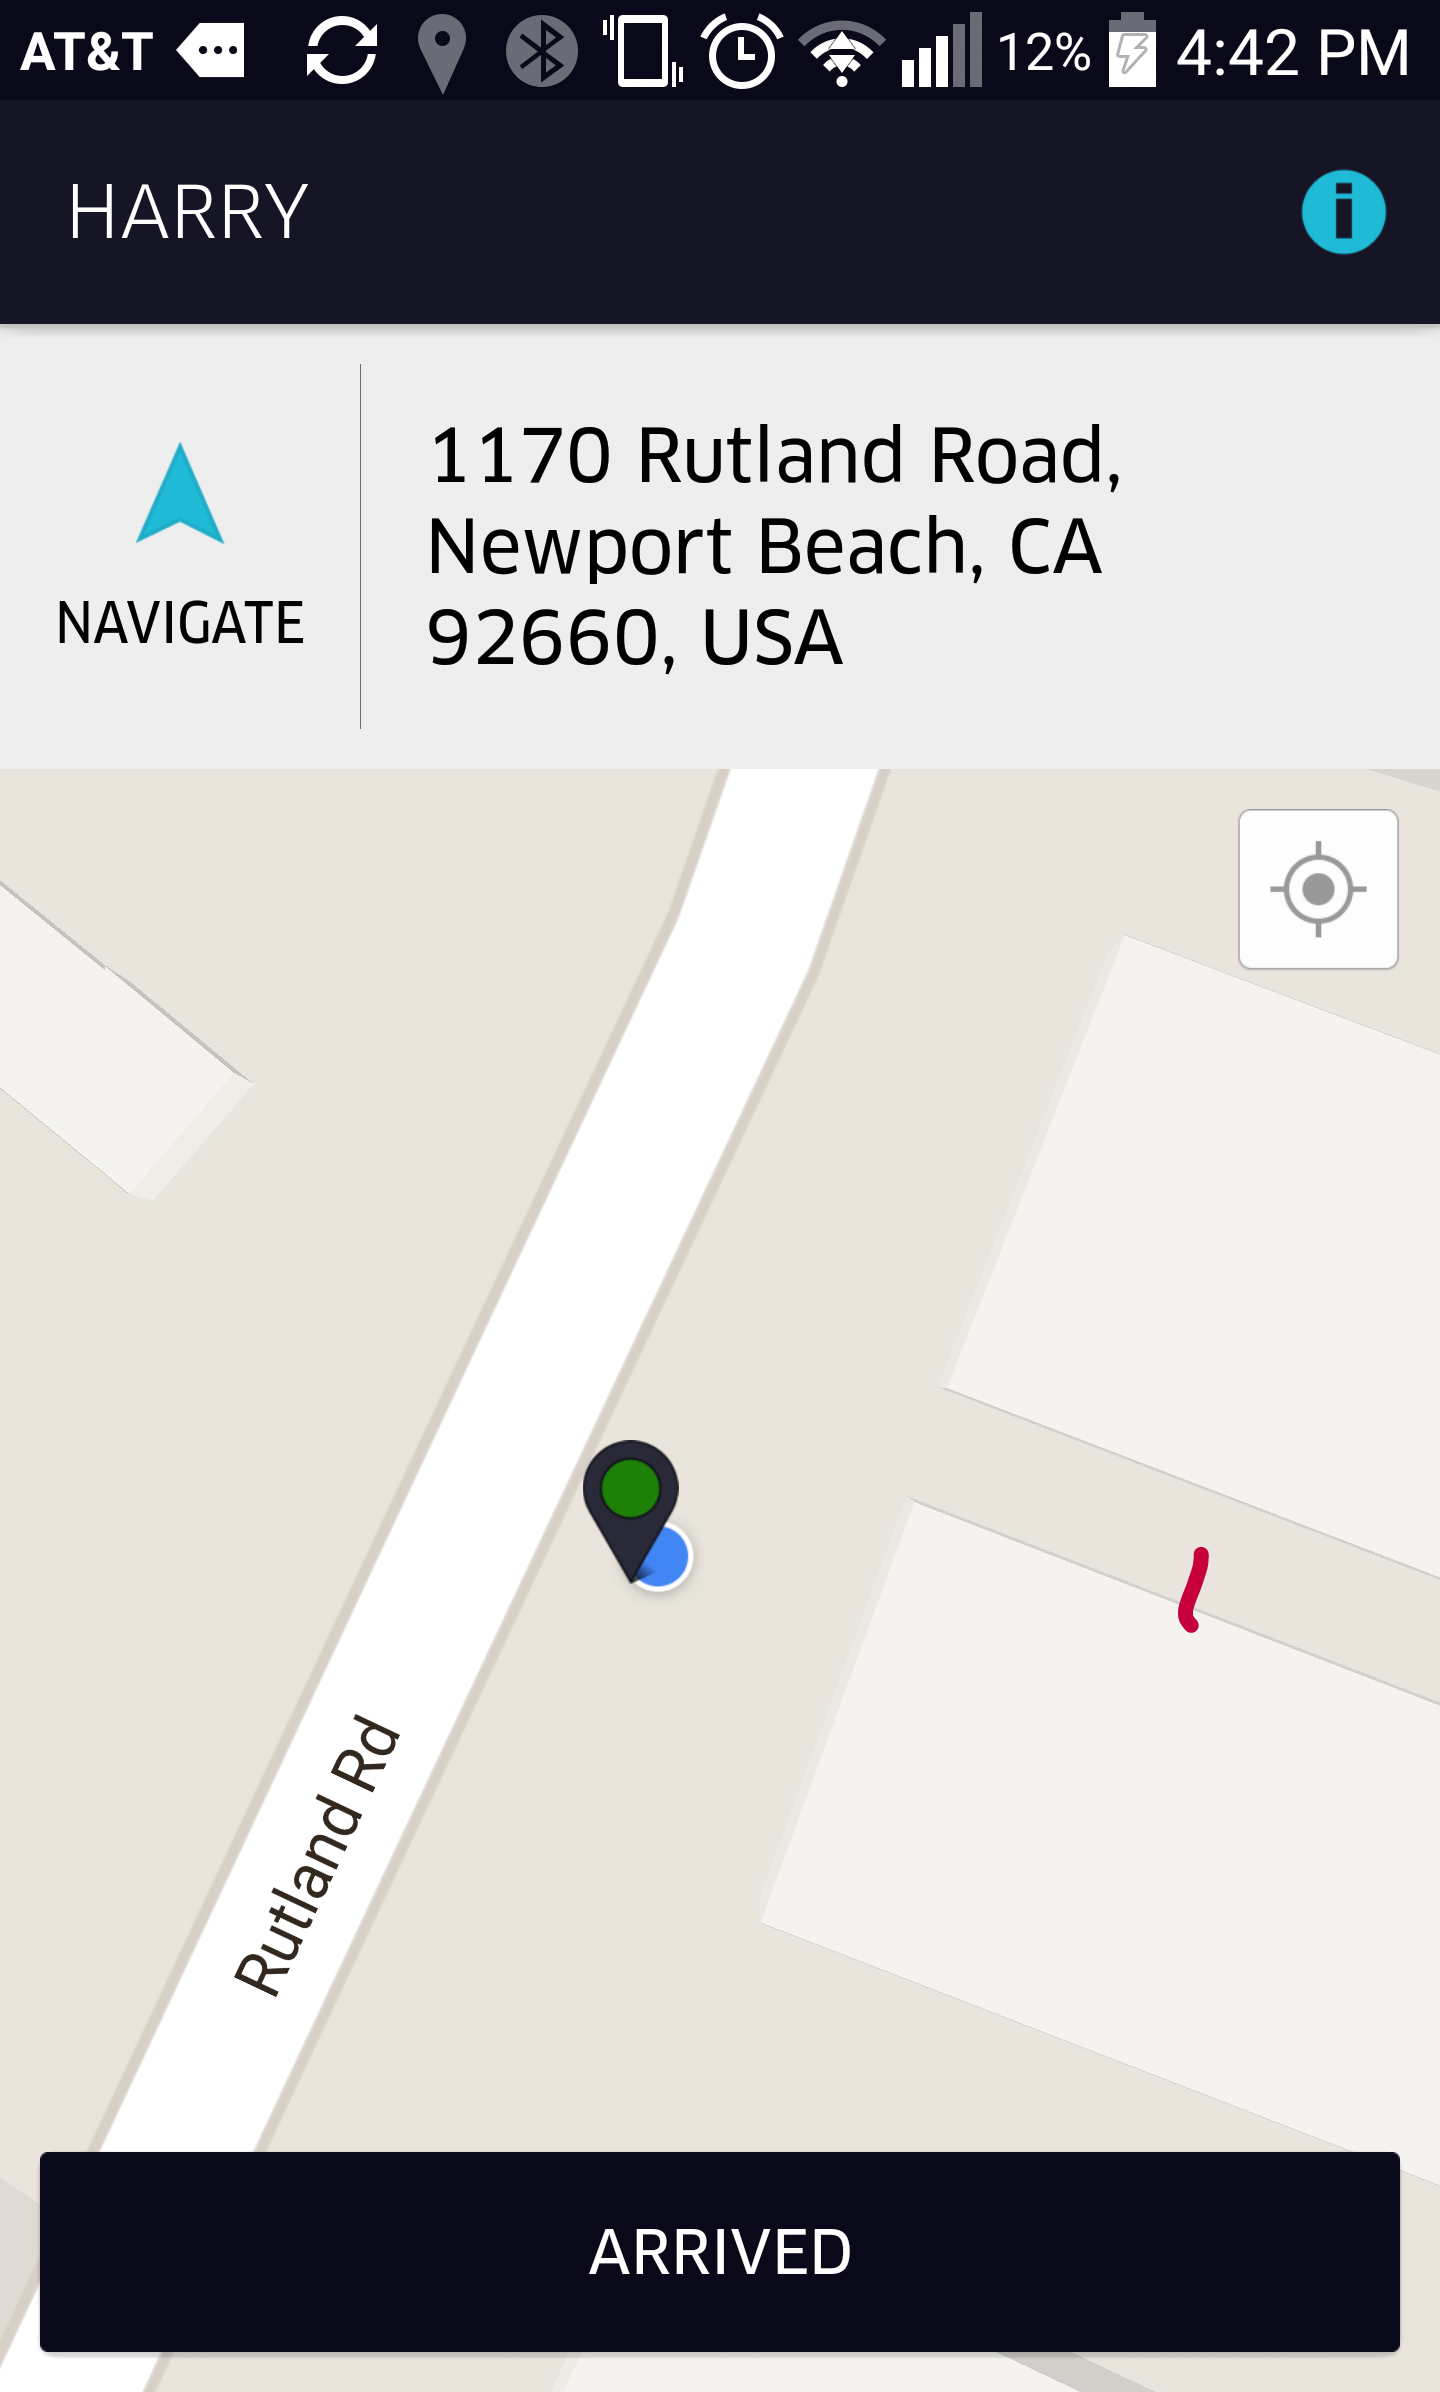 AT&T 12% 4:42 PM
HARRY
NAVIGATE
1170 Rutland Road,
Newport Beach, CA
92660, USA
Rutland Rd
ARRIVED